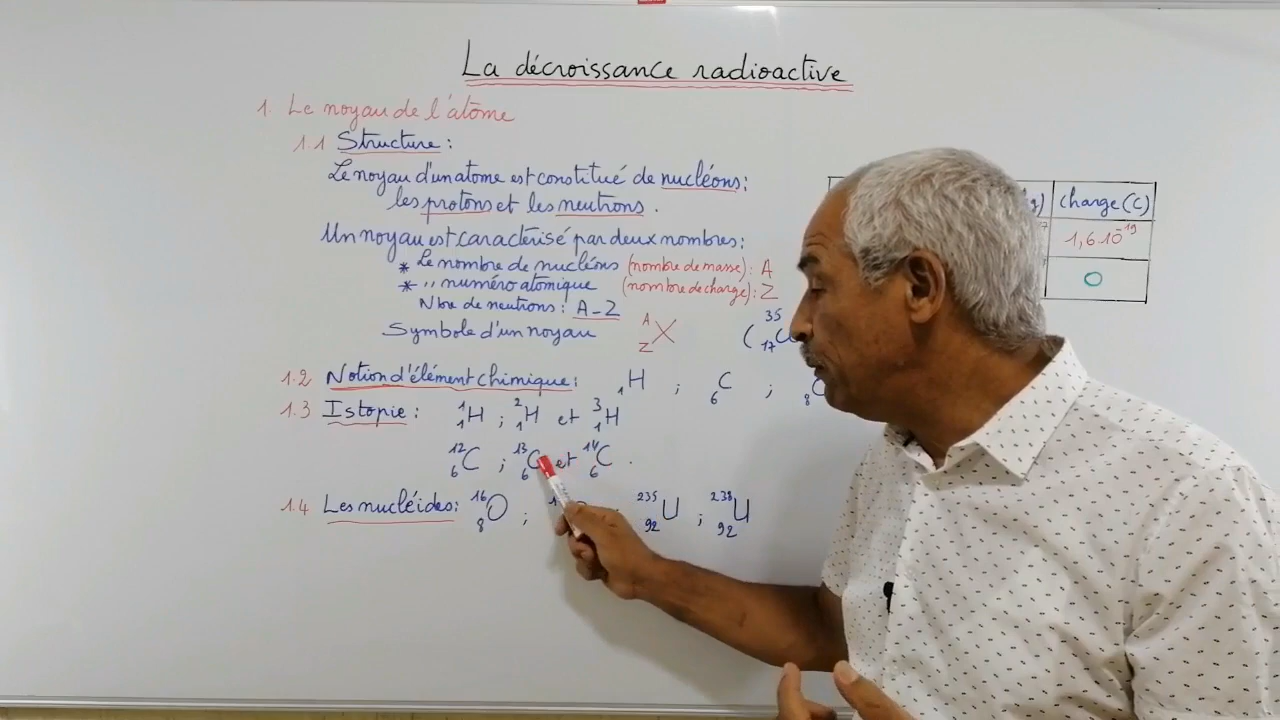 La décroissance radioactive
1. Le noyau de l'atôme
1.1 Structure :
Le noyau d'un atome est constitué de nucléons :
les protons et les neutrons .
Un noyau est caractérisé par deux nombres :
* Le nombre de nucléons (nombre de masse) : A
* " numéro atomique (nombre de charge) : Z
Nbre de neutrons : A-Z
Symbole d'un noyau ᴬ_Z X ( ³⁵₁₇
1.2 Notion d'élément chimique : ₁H ; ₆C ; ₈
1.3 Istopie : ¹₁H ; ²₁H et ³₁H
¹²₆C ; ¹³₆C et ¹⁴₆C .
1.4 Les nucléides : ¹⁶₈O ; ; ²³⁵₉₂U ; ²³⁸₉₂U
charge (C)
1,6.10⁻¹⁹
0